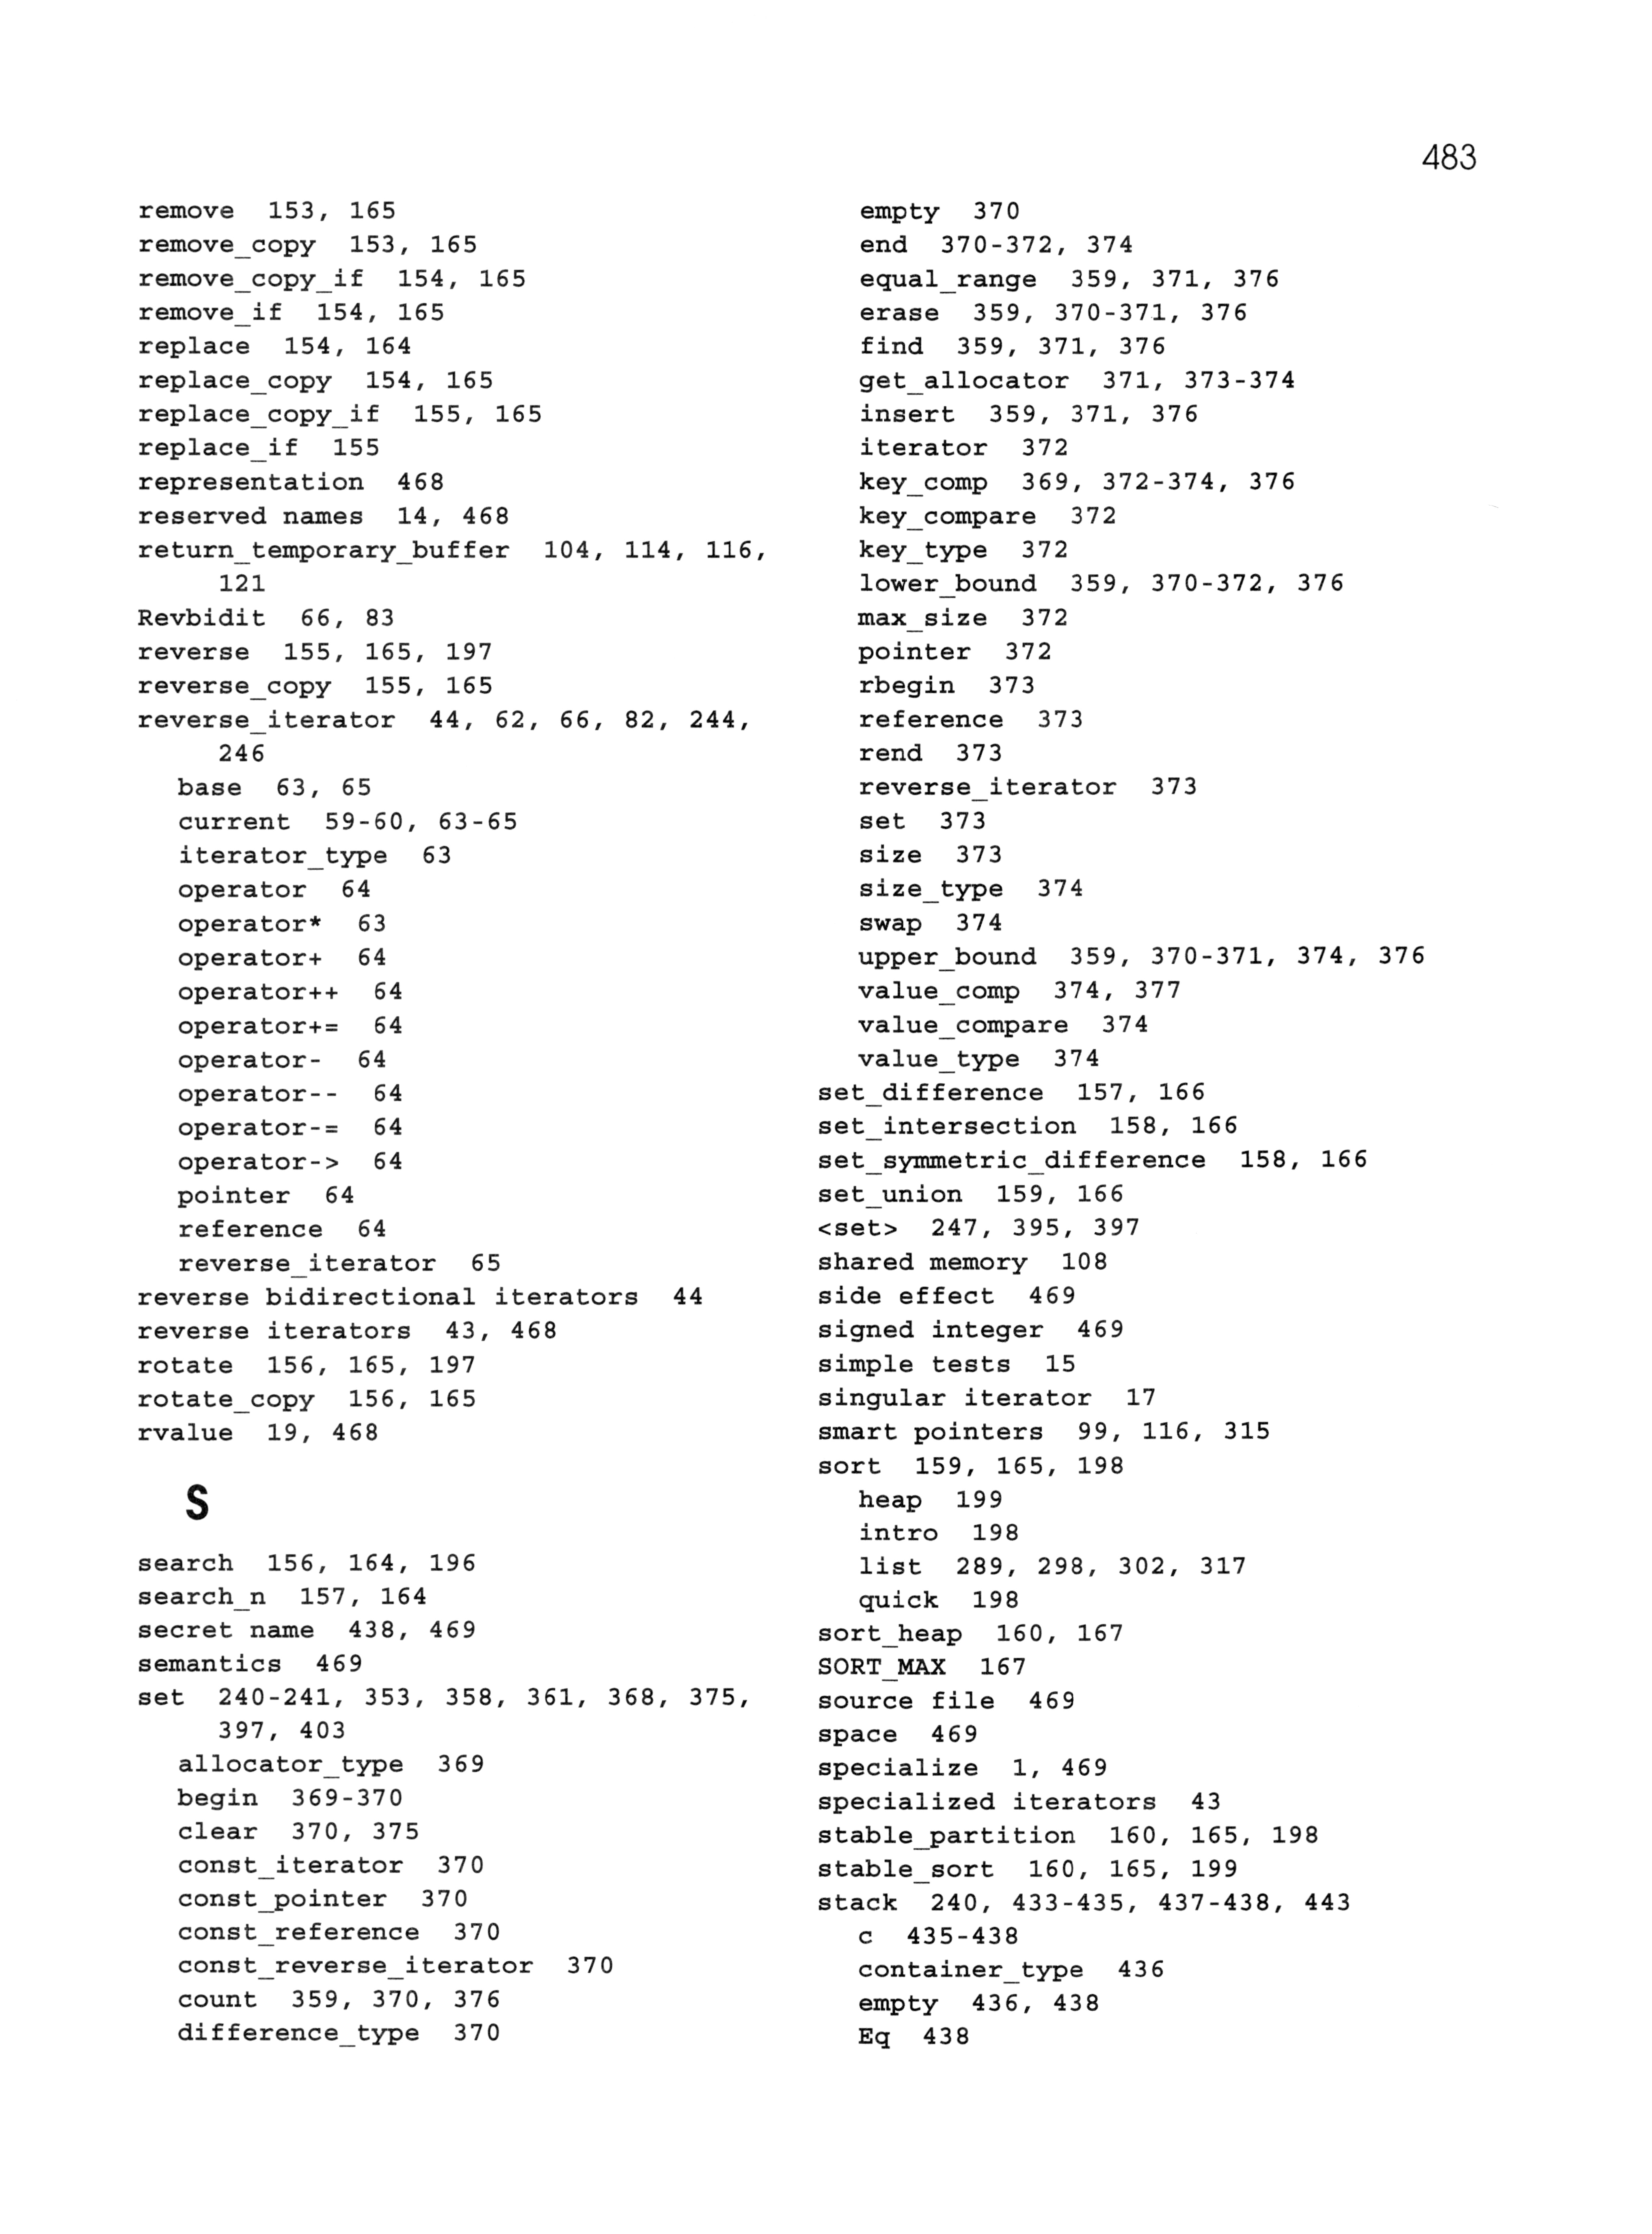 483
remove 153, 165
remove_copy 153, 165
remove_copy_if 154, 165
remove_if 154, 165
replace 154, 164
replace_copy 154, 165
replace_copy_if 155, 165
replace_if 155
representation 468
reserved names 14, 468
return_temporary_buffer 104, 114, 116,
121
Revbidit 66, 83
reverse 155, 165, 197
reverse_copy 155, 165
reverse_iterator 44, 62, 66, 82, 244,
246
base 63, 65
current 59-60, 63-65
iterator_type 63
operator 64
operator* 63
operator+ 64
operator++ 64
operator+= 64
operator- 64
operator-- 64
operator-= 64
operator-> 64
pointer 64
reference 64
reverse_iterator 65
reverse bidirectional iterators 44
reverse iterators 43, 468
rotate 156, 165, 197
rotate_copy 156, 165
rvalue 19, 468
S
search 156, 164, 196
search_n 157, 164
secret name 438, 469
semantics 469
set 240-241, 353, 358, 361, 368, 375,
397, 403
allocator_type 369
begin 369-370
clear 370, 375
const_iterator 370
const_pointer 370
const_reference 370
const_reverse_iterator 370
count 359, 370, 376
difference_type 370
empty 370
end 370-372, 374
equal_range 359, 371, 376
erase 359, 370-371, 376
find 359, 371, 376
get_allocator 371, 373-374
insert 359, 371, 376
iterator 372
key_comp 369, 372-374, 376
key_compare 372
key_type 372
lower_bound 359, 370-372, 376
max_size 372
pointer 372
rbegin 373
reference 373
rend 373
reverse_iterator 373
set 373
size 373
size_type 374
swap 374
upper_bound 359, 370-371, 374, 376
value_comp 374, 377
value_compare 374
value_type 374
set_difference 157, 166
set_intersection 158, 166
set_symmetric_difference 158, 166
set_union 159, 166
<set> 247, 395, 397
shared memory 108
side effect 469
signed integer 469
simple tests 15
singular iterator 17
smart pointers 99, 116, 315
sort 159, 165, 198
heap 199
intro 198
list 289, 298, 302, 317
quick 198
sort_heap 160, 167
SORT_MAX 167
source file 469
space 469
specialize 1, 469
specialized iterators 43
stable_partition 160, 165, 198
stable_sort 160, 165, 199
stack 240, 433-435, 437-438, 443
c 435-438
container_type 436
empty 436, 438
Eq 438